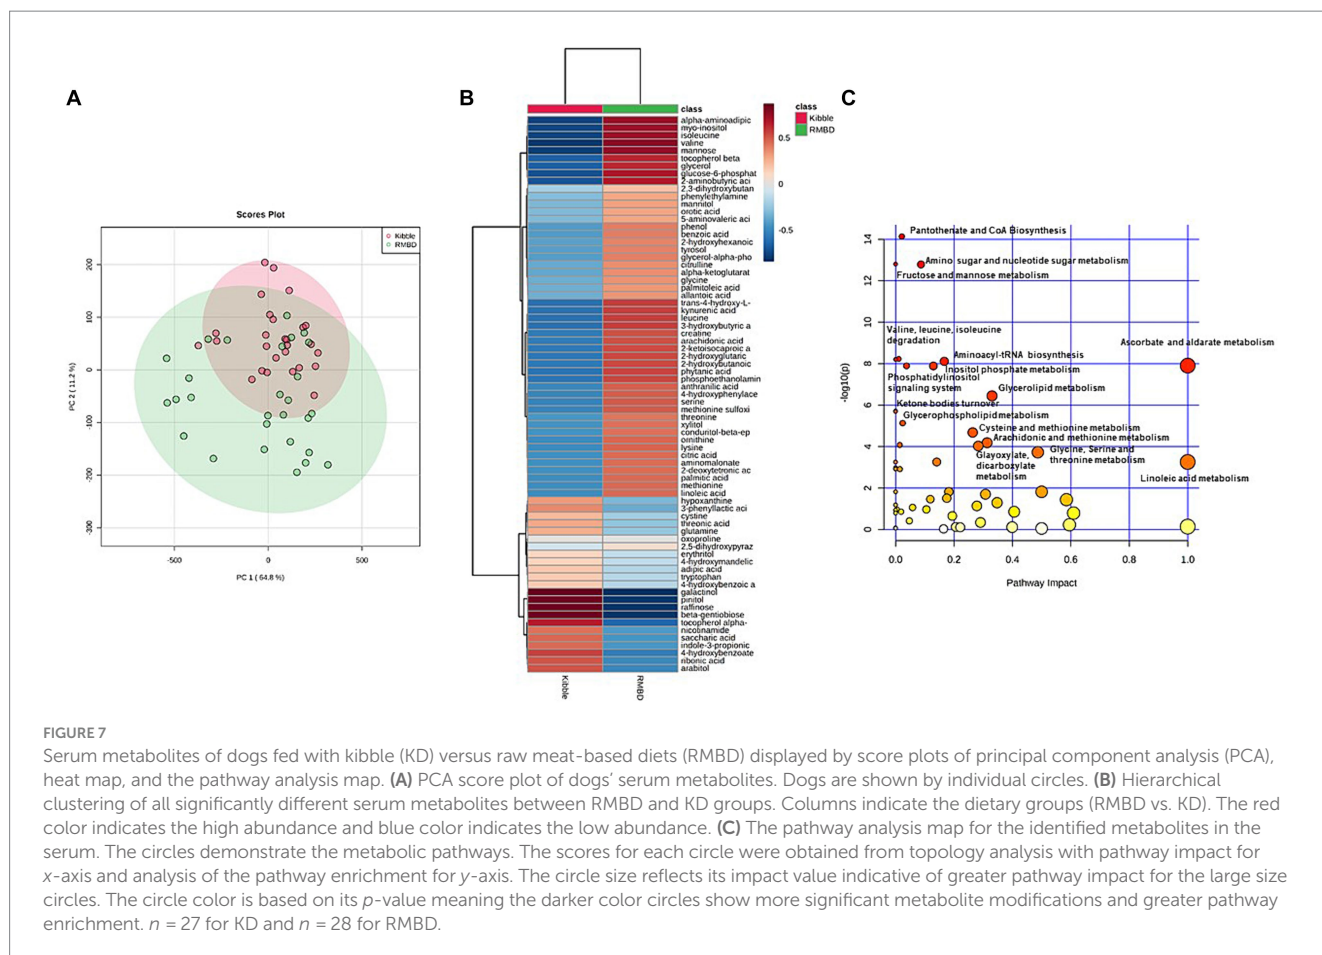 A
B
C
Scores Plot
Kibble
RMBD
200
100
0
-100
-200
-300
-500
0
500
PC 2 ( 11.2 %)
PC 1 ( 64.8 %)
class
alpha-aminoadipic
myo-inositol
isoleucine
valine
mannose
tocopherol beta
glycerol
glucose-6-phosphat
2-aminobutyric aci
2,3-dihydroxybutan
phenylethylamine
mannitol
orotic acid
5-aminovaleric aci
phenol
benzoic acid
2-hydroxyhexanoic
tyrosol
glycerol-alpha-pho
citrulline
alpha-ketoglutarat
glycine
palmitoleic acid
allantoic acid
trans-4-hydroxy-L-
kynurenic acid
leucine
3-hydroxybutyric a
creatine
arachidonic acid
2-ketoisocaproic a
2-hydroxyglutaric
2-hydroxybutanoic
phytanic acid
phosphoethanolamin
anthranilic acid
4-hydroxyphenylace
serine
methionine sulfoxi
threonine
xylitol
conduritol-beta-ep
ornithine
lysine
citric acid
aminomalonate
2-deoxytetronic ac
palmitic acid
methionine
linoleic acid
hypoxanthine
3-phenyllactic aci
cystine
threonic acid
glutamine
oxoproline
2,5-dihydroxypyraz
erythritol
4-hydroxymandelic
adipic acid
tryptophan
4-hydroxybenzoic a
galactinol
pinitol
raffinose
beta-gentiobiose
tocopherol alpha-
nicotinamide
saccharic acid
indole-3-propionic
4-hydroxybenzoate
ribonic acid
arabitol
Kibble
RMBD
0.5
0
-0.5
class
Kibble
RMBD
Pantothenate and CoA Biosynthesis
Amino sugar and nucleotide sugar metabolism
Fructose and mannose metabolism
Valine, leucine, isoleucine
degradation
Ascorbate and aldarate metabolism
Aminoacyl-tRNA biosynthesis
Inositol phosphate metabolism
Phosphatidylinositol
signaling system
Glycerolipid metabolism
Ketone bodies turnover
Glycerophospholipid metabolism
Cysteine and methionine metabolism
Arachidonic and methionine metabolism
Glayoxylate,
dicarboxylate
metabolism
Glycine, Serine and
threonine metabolism
Linoleic acid metabolism
-log10(p)
14
12
10
8
6
4
2
0
0.0
0.2
0.4
0.6
0.8
1.0
Pathway Impact
FIGURE 7
Serum metabolites of dogs fed with kibble (KD) versus raw meat-based diets (RMBD) displayed by score plots of principal component analysis (PCA),
heat map, and the pathway analysis map. (A) PCA score plot of dogs’ serum metabolites. Dogs are shown by individual circles. (B) Hierarchical
clustering of all significantly different serum metabolites between RMBD and KD groups. Columns indicate the dietary groups (RMBD vs. KD). The red
color indicates the high abundance and blue color indicates the low abundance. (C) The pathway analysis map for the identified metabolites in the
serum. The circles demonstrate the metabolic pathways. The scores for each circle were obtained from topology analysis with pathway impact for
x-axis and analysis of the pathway enrichment for y-axis. The circle size reflects its impact value indicative of greater pathway impact for the large size
circles. The circle color is based on its p-value meaning the darker color circles show more significant metabolite modifications and greater pathway
enrichment. n = 27 for KD and n = 28 for RMBD.